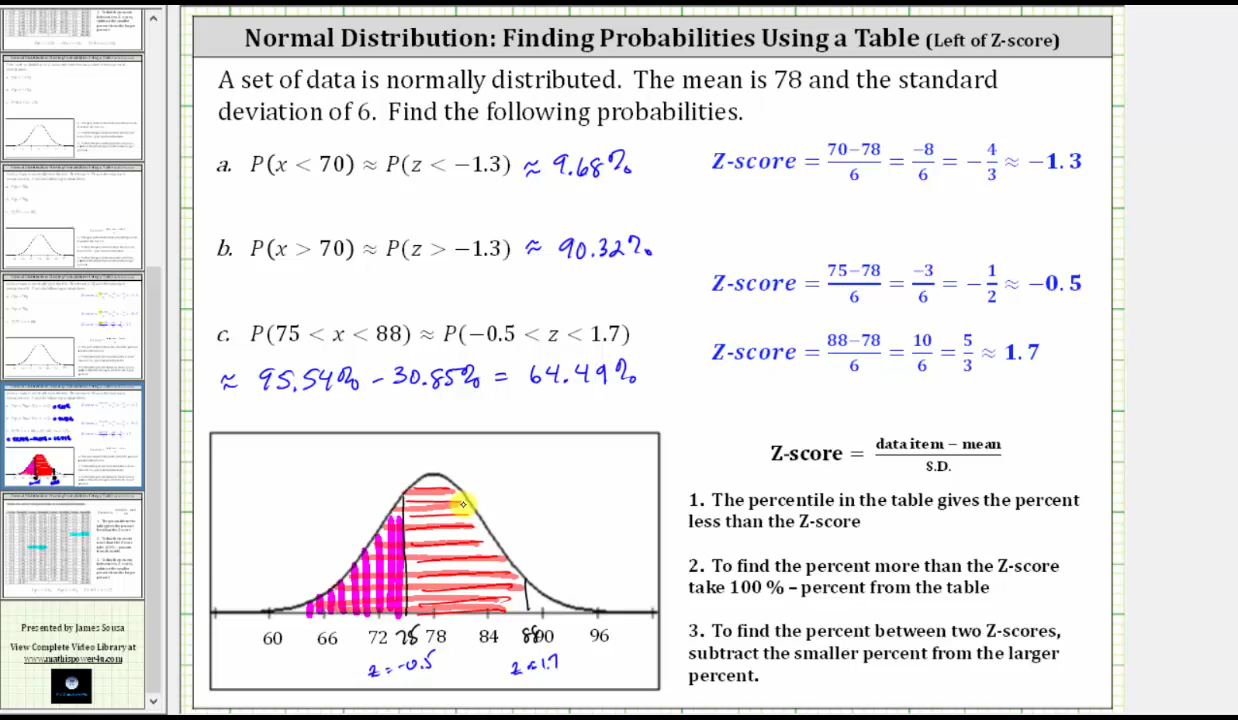 Normal Distribution: Finding Probabilities Using a Table (Left of Z-score)
A set of data is normally distributed.  The mean is 78 and the standard
deviation of 6.  Find the following probabilities.
a. P(x < 70) ≈ P(z < −1.3) ≈ 9.68%
Z-score = 70−78/6 = −8/6 = −4/3 ≈ −1.3
b. P(x > 70) ≈ P(z > −1.3) ≈ 90.32%
Z-score = 75−78/6 = −3/6 = −1/2 ≈ −0.5
c. P(75 < x < 88) ≈ P(−0.5 < z < 1.7)
Z-score = 88−78/6 = 10/6 = 5/3 ≈ 1.7
≈ 95.54% − 30.85% = 64.49%
Z-score = data item − mean / S.D.
1. The percentile in the table gives the percent
less than the Z-score
2. To find the percent more than the Z-score
take 100 % – percent from the table
3. To find the percent between two Z-scores,
subtract the smaller percent from the larger
percent.
60 66 72 75 78 84 88 90 96
z = -0.5 z ≈ 1.7
Presented by James Sousa
View Complete Video Library at
www.mathispower4u.com